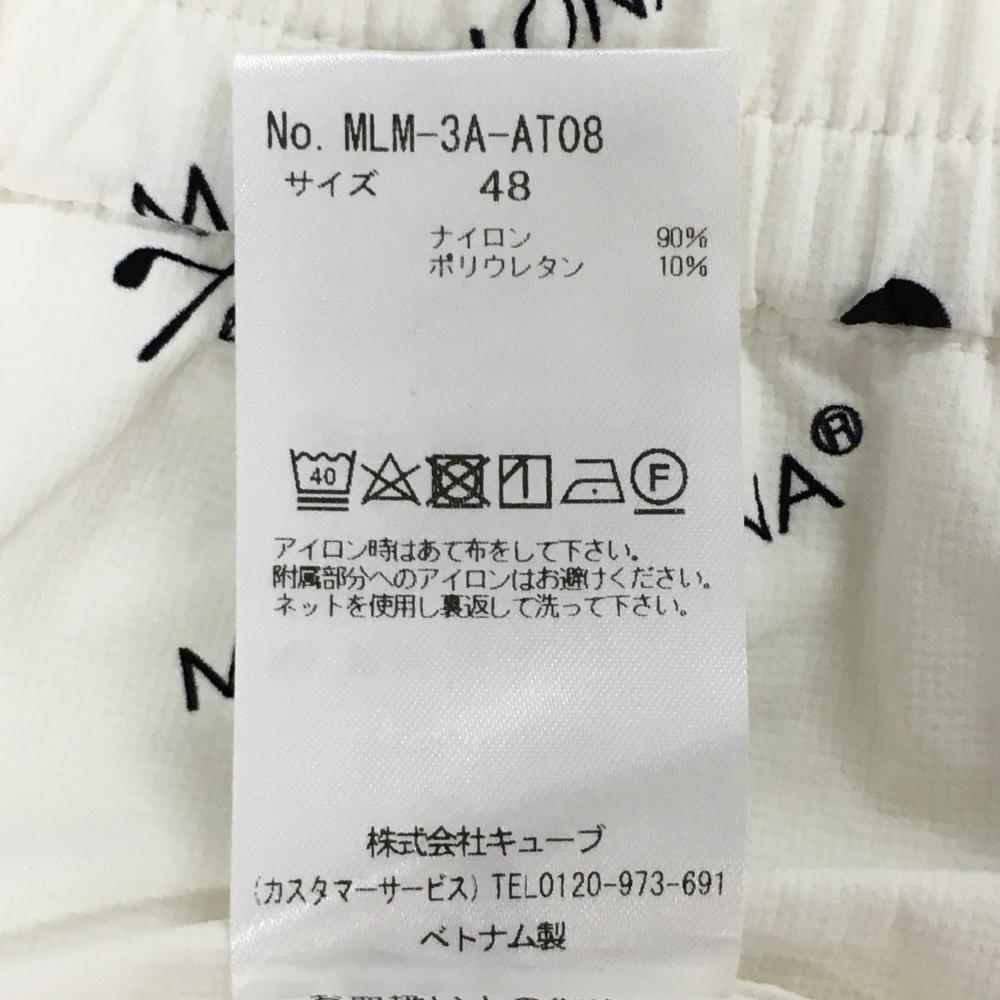 No. MLM-3A-AT08
サイズ 48
ナイロン 90%
ポリウレタン 10%
40
F
アイロン時はあて布をして下さい。
附属部分へのアイロンはお避けください。
ネットを使用し裏返して洗って下さい。
株式会社キューブ
(カスタマーサービス) TEL0120-973-691
ベトナム製